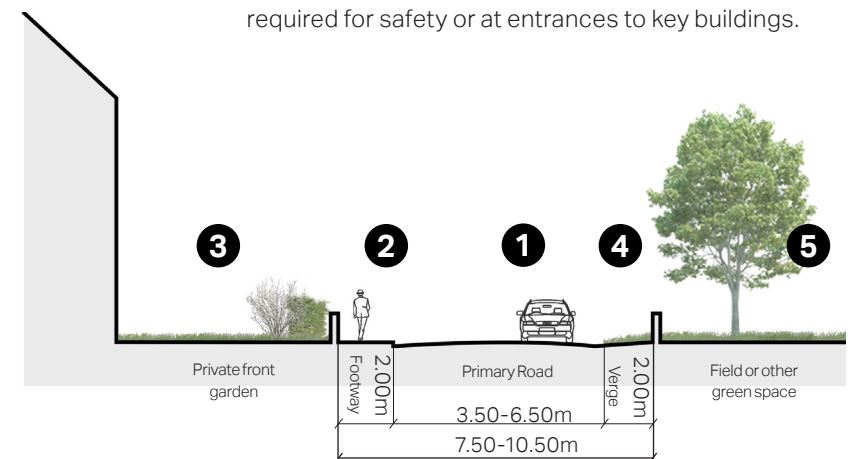 required for safety or at entrances to key buildings.
3
2
1
4
5
Private front
garden
Footway
2.00m
Primary Road
Verge
2.00m
Field or other
green space
3.50-6.50m
7.50-10.50m